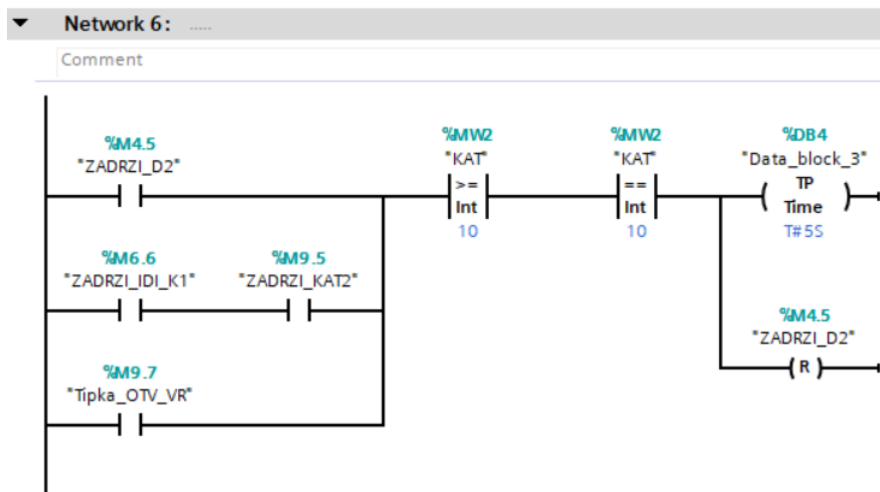 Network 6: .....
Comment
%M4.5
"ZADRZI_D2"
%MW2
"KAT"
>=
Int
10
%MW2
"KAT"
==
Int
10
%DB4
"Data_block_3"
TP
Time
T#5S
%M6.6
"ZADRZI_IDI_K1"
%M9.5
"ZADRZI_KAT2"
%M4.5
"ZADRZI_D2"
R
%M9.7
"Tipka_OTV_VR"